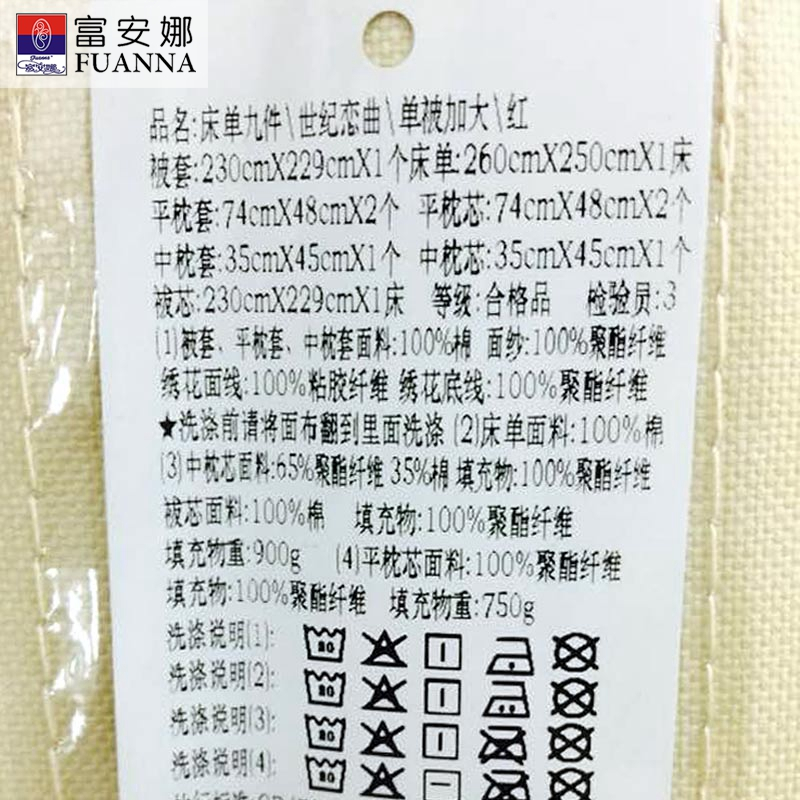 富安娜
FUANNA
品名:床单九件\世纪恋曲\单被加大\红
被套:230cmX229cmX1个床单:260cmX250cmX1床
平枕套:74cmX48cmX2个 平枕芯:74cmX48cmX2个
中枕套:35cmX45cmX1个 中枕芯:35cmX45cmX1个
被芯:230cmX229cmX1床 等级:合格品 检验员:3
(1)被套、平枕套、中枕套面料:100%棉 面纱:100%聚酯纤维
绣花面线:100%粘胶纤维 绣花底线:100%聚酯纤维
★洗涤前请将面布翻到里面洗涤 (2)床单面料:100%棉
(3)中枕芯面料:65%聚酯纤维 35%棉 填充物:100%聚酯纤维
被芯面料:100%棉 填充物:100%聚酯纤维
填充物重:900g (4)平枕芯面料:100%聚酯纤维
填充物:100%聚酯纤维 填充物重:750g
洗涤说明(1):
洗涤说明(2):
洗涤说明(3):
洗涤说明(4):